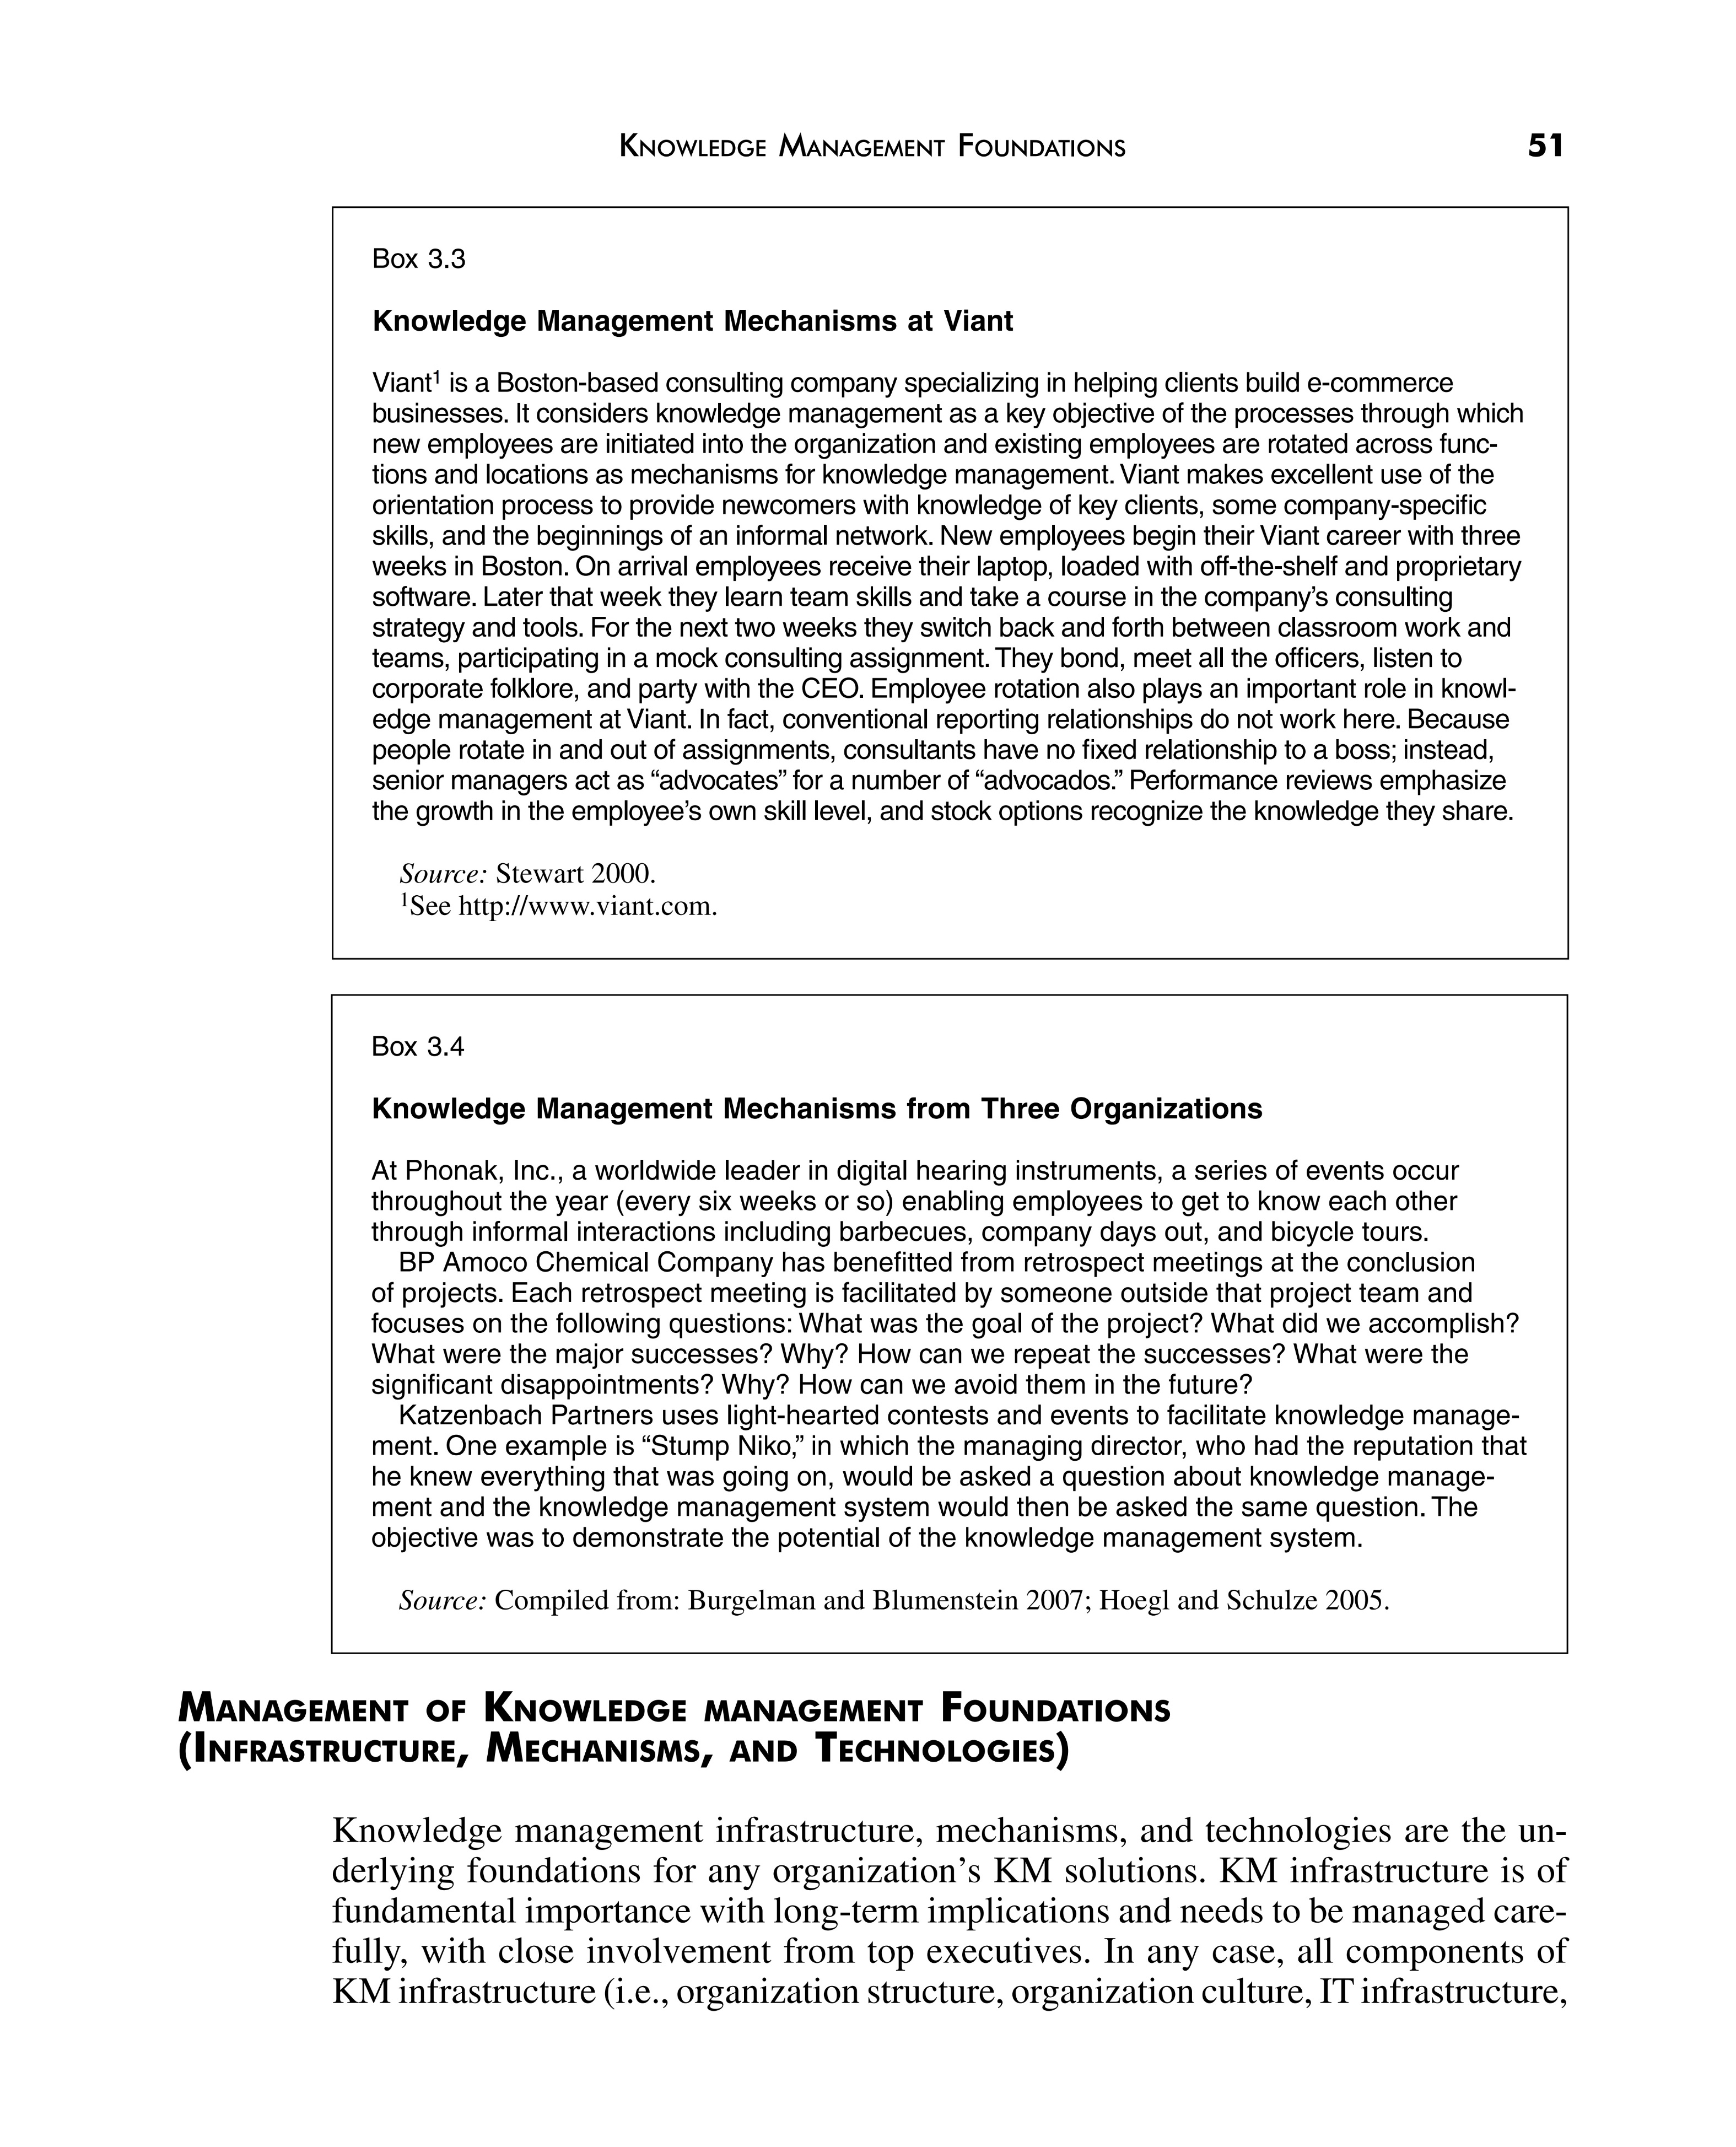 Knowledge Management Foundations 51
Box 3.3
Knowledge Management Mechanisms at Viant
Viant1 is a Boston-based consulting company specializing in helping clients build e-commerce
businesses. It considers knowledge management as a key objective of the processes through which
new employees are initiated into the organization and existing employees are rotated across func-
tions and locations as mechanisms for knowledge management. Viant makes excellent use of the
orientation process to provide newcomers with knowledge of key clients, some company-specific
skills, and the beginnings of an informal network. New employees begin their Viant career with three
weeks in Boston. On arrival employees receive their laptop, loaded with off-the-shelf and proprietary
software. Later that week they learn team skills and take a course in the company’s consulting
strategy and tools. For the next two weeks they switch back and forth between classroom work and
teams, participating in a mock consulting assignment. They bond, meet all the officers, listen to
corporate folklore, and party with the CEO. Employee rotation also plays an important role in knowl-
edge management at Viant. In fact, conventional reporting relationships do not work here. Because
people rotate in and out of assignments, consultants have no fixed relationship to a boss; instead,
senior managers act as “advocates” for a number of “advocados.” Performance reviews emphasize
the growth in the employee’s own skill level, and stock options recognize the knowledge they share.
Source: Stewart 2000.
1See http://www.viant.com.
Box 3.4
Knowledge Management Mechanisms from Three Organizations
At Phonak, Inc., a worldwide leader in digital hearing instruments, a series of events occur
throughout the year (every six weeks or so) enabling employees to get to know each other
through informal interactions including barbecues, company days out, and bicycle tours.
BP Amoco Chemical Company has benefitted from retrospect meetings at the conclusion
of projects. Each retrospect meeting is facilitated by someone outside that project team and
focuses on the following questions: What was the goal of the project? What did we accomplish?
What were the major successes? Why? How can we repeat the successes? What were the
significant disappointments? Why? How can we avoid them in the future?
Katzenbach Partners uses light-hearted contests and events to facilitate knowledge manage-
ment. One example is “Stump Niko,” in which the managing director, who had the reputation that
he knew everything that was going on, would be asked a question about knowledge manage-
ment and the knowledge management system would then be asked the same question. The
objective was to demonstrate the potential of the knowledge management system.
Source: Compiled from: Burgelman and Blumenstein 2007; Hoegl and Schulze 2005.
Management of Knowledge management Foundations
(Infrastructure, Mechanisms, and Technologies)
Knowledge management infrastructure, mechanisms, and technologies are the un-
derlying foundations for any organization’s KM solutions. KM infrastructure is of
fundamental importance with long-term implications and needs to be managed care-
fully, with close involvement from top executives. In any case, all components of
KM infrastructure (i.e., organization structure, organization culture, IT infrastructure,